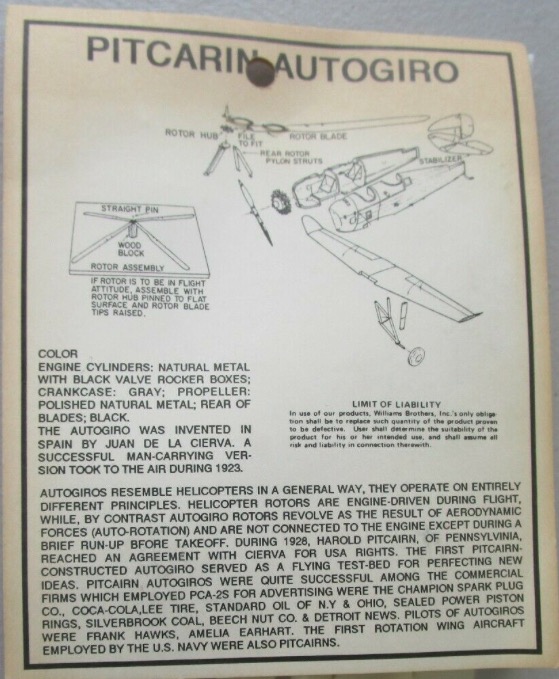 PITCARIN AUTOGIRO
ROTOR HUB
FILE
TO FIT
ROTOR BLADE
REAR ROTOR
PYLON STRUTS
STABILIZER
STRAIGHT PIN
WOOD
BLOCK
ROTOR ASSEMBLY
IF ROTOR IS TO BE IN FLIGHT
ATTITUDE, ASSEMBLE WITH
ROTOR HUB PINNED TO FLAT
SURFACE AND ROTOR BLADE
TIPS RAISED.
COLOR
ENGINE CYLINDERS: NATURAL METAL
WITH BLACK VALVE ROCKER BOXES;
CRANKCASE: GRAY; PROPELLER:
POLISHED NATURAL METAL; REAR OF
BLADES; BLACK.
THE AUTOGIRO WAS INVENTED IN
SPAIN BY JUAN DE LA CIERVA. A
SUCCESSFUL MAN-CARRYING VER-
SION TOOK TO THE AIR DURING 1923.
LIMIT OF LIABILITY
In use of our products, Williams Brothers, Inc.'s only obliga-
tion shall be to replace such quantity of the product proven
to be defective. User shall determine the suitability of the
product for his or her intended use, and shall assume all
risk and liability in connection therewith.
AUTOGIROS RESEMBLE HELICOPTERS IN A GENERAL WAY, THEY OPERATE ON ENTIRELY
DIFFERENT PRINCIPLES. HELICOPTER ROTORS ARE ENGINE-DRIVEN DURING FLIGHT,
WHILE, BY CONTRAST AUTOGIRO ROTORS REVOLVE AS THE RESULT OF AERODYNAMIC
FORCES (AUTO-ROTATION) AND ARE NOT CONNECTED TO THE ENGINE EXCEPT DURING A
BRIEF RUN-UP BFORE TAKEOFF. DURING 1928, HAROLD PITCAIRN, OF PENNSYLVINIA,
REACHED AN AGREEMENT WITH CIERVA FOR USA RIGHTS. THE FIRST PITCAIRN-
CONSTRUCTED AUTOGIRO SERVED AS A FLYING TEST-BED FOR PERFECTING NEW
IDEAS. PITCAIRN AUTOGIROS WERE QUITE SUCCESSFUL AMONG THE COMMERCIAL
FIRMS WHICH EMPLOYED PCA-2S FOR ADVERTISING WERE THE CHAMPION SPARK PLUG
CO., COCA-COLA,LEE TIRE, STANDARD OIL OF N.Y & OHIO, SEALED POWER PISTON
RINGS, SILVERBROOK COAL, BEECH NUT CO. & DETROIT NEWS. PILOTS OF AUTOGIROS
WERE FRANK HAWKS, AMELIA EARHART. THE FIRST ROTATION WING AIRCRAFT
EMPLOYED BY THE U.S. NAVY WERE ALSO PITCAIRNS.